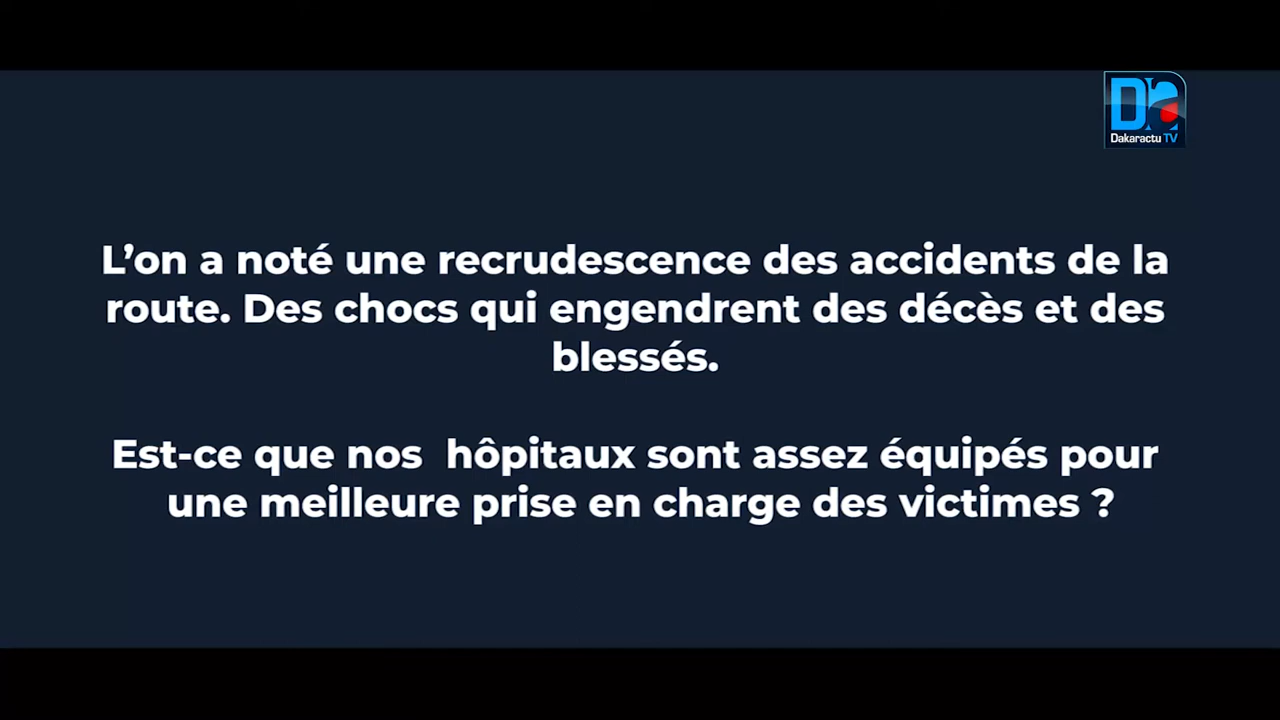 Dakaractu TV
L’on a noté une recrudescence des accidents de la
route. Des chocs qui engendrent des décès et des
blessés.
Est-ce que nos  hôpitaux sont assez équipés pour
une meilleure prise en charge des victimes ?